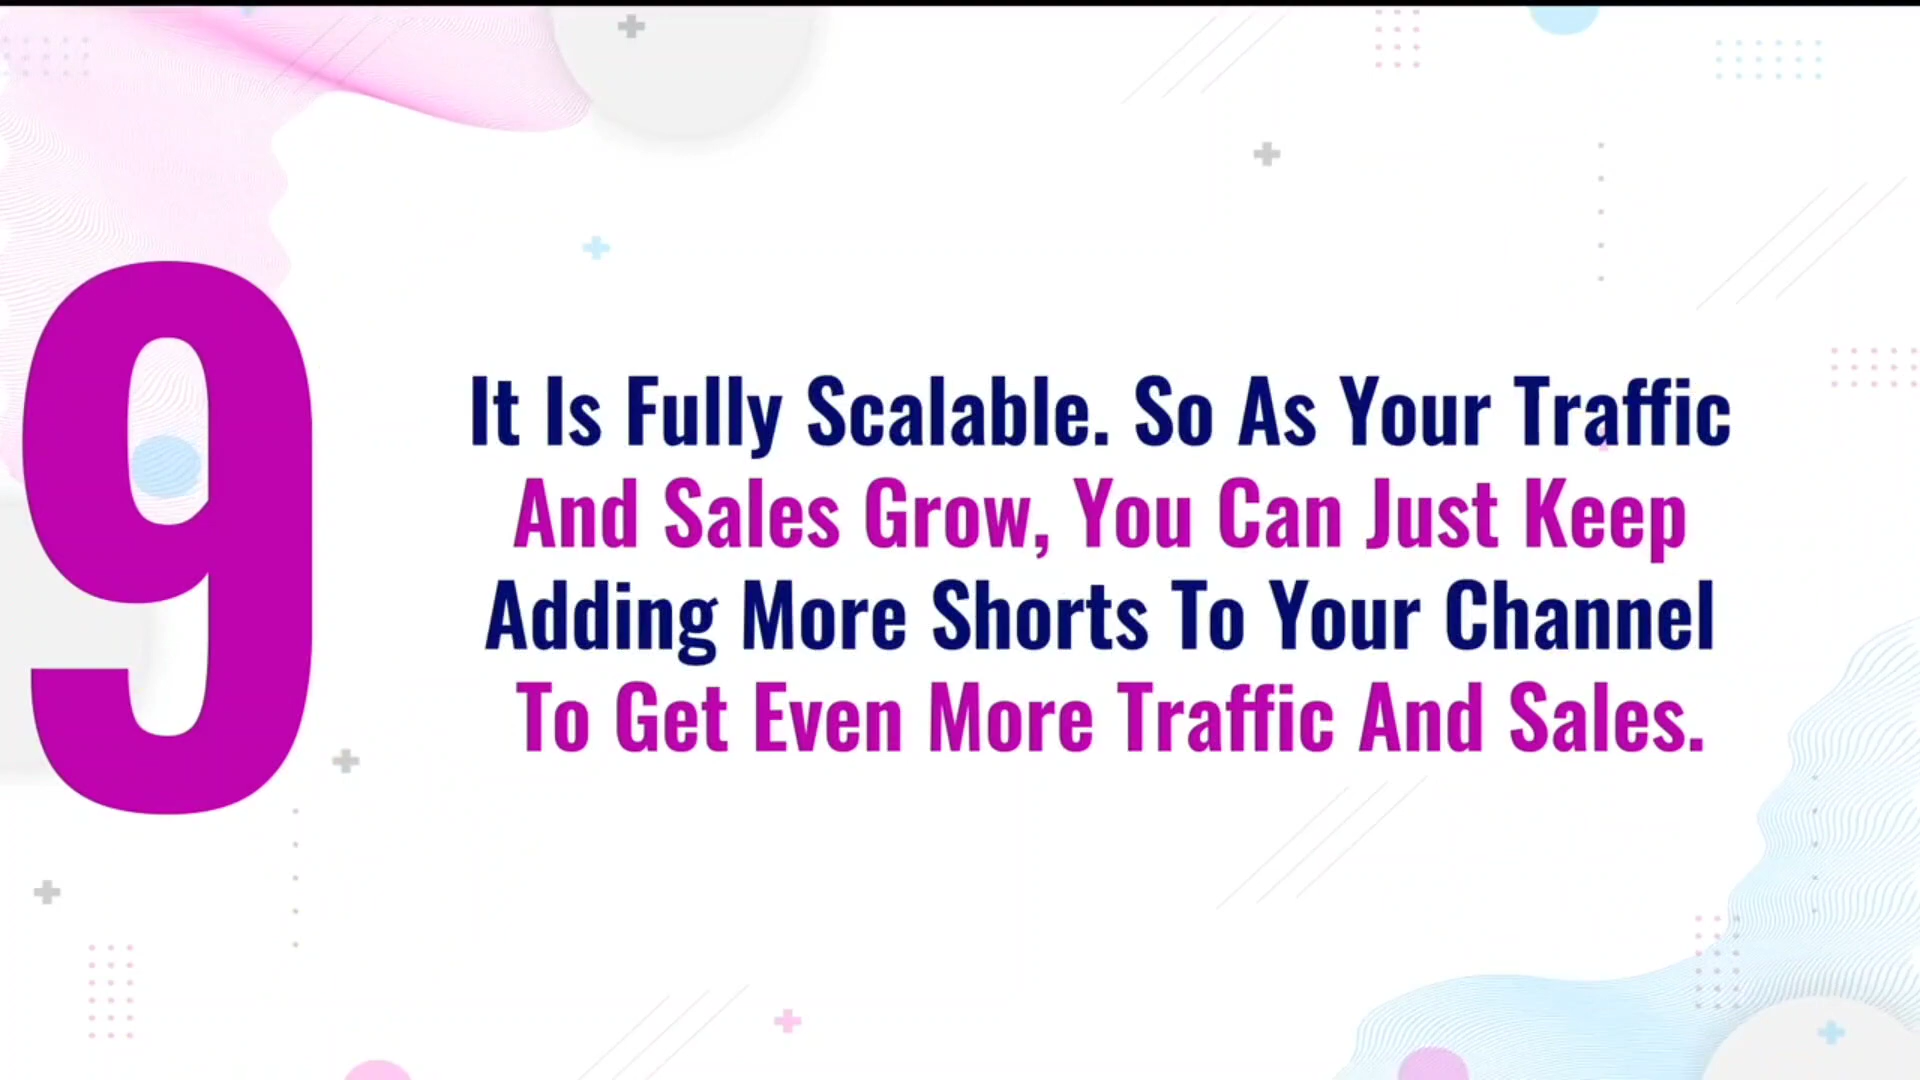 9
It Is Fully Scalable. So As Your Traffic
And Sales Grow, You Can Just Keep
Adding More Shorts To Your Channel
To Get Even More Traffic And Sales.